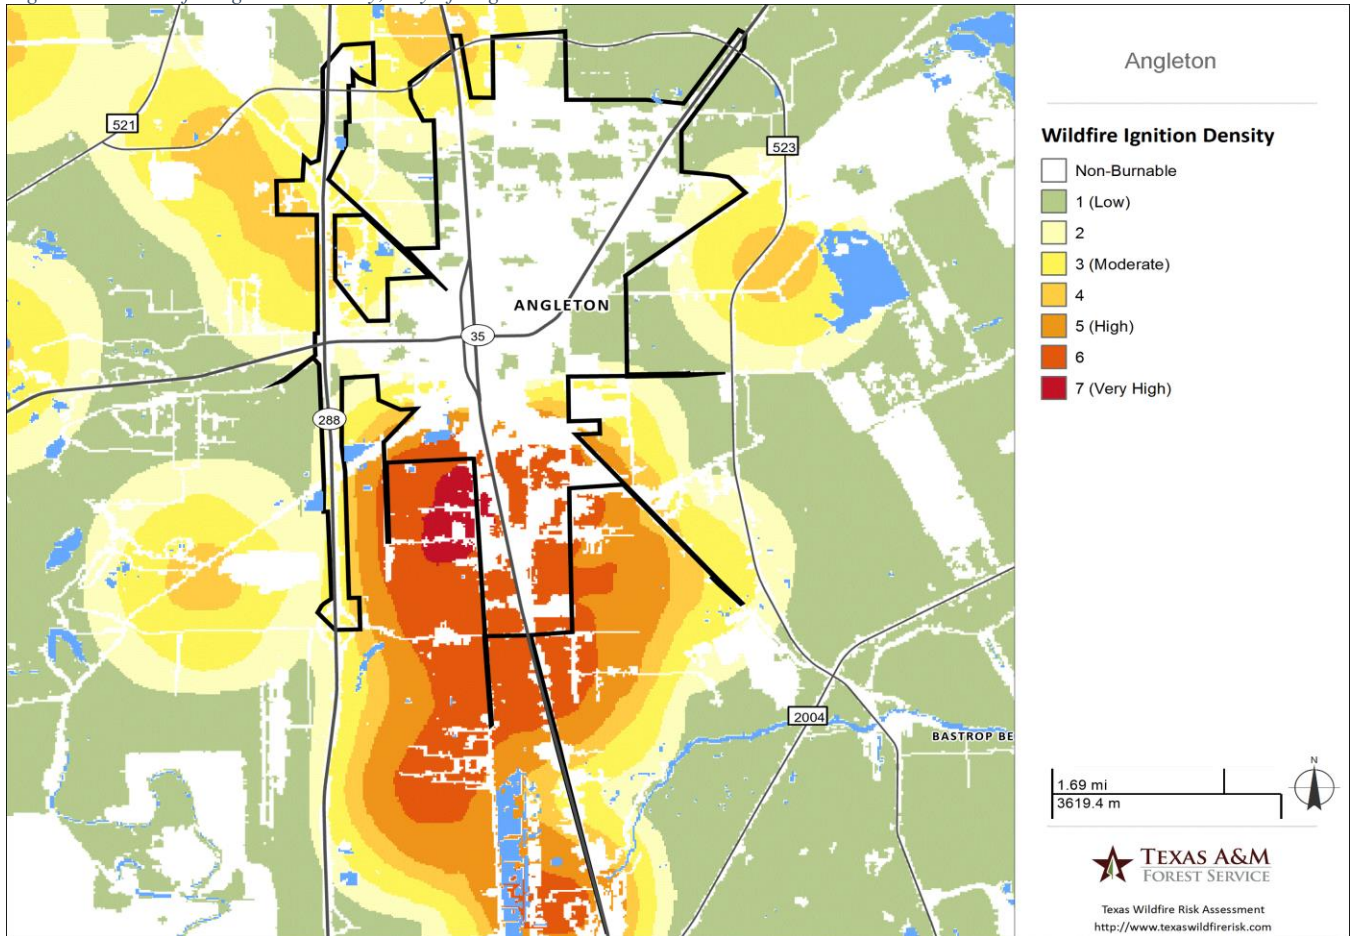 Angleton
Wildfire Ignition Density
Non-Burnable
1 (Low)
2
3 (Moderate)
4
5 (High)
6
7 (Very High)
521
523
ANGLETON
35
288
2004
BASTROP BE
N
1.69 mi
3619.4 m
TEXAS A&M
FOREST SERVICE
Texas Wildfire Risk Assessment
http://www.texaswildfirerisk.com